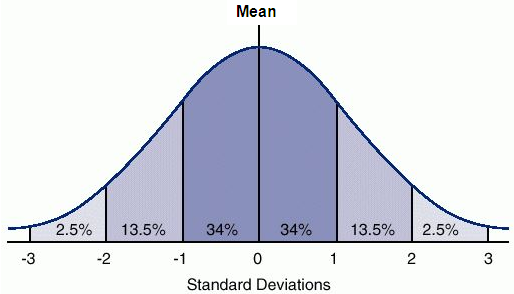 Mean
2.5% 13.5% 34% 34% 13.5% 2.5%
-3 -2 -1 0 1 2 3
Standard Deviations